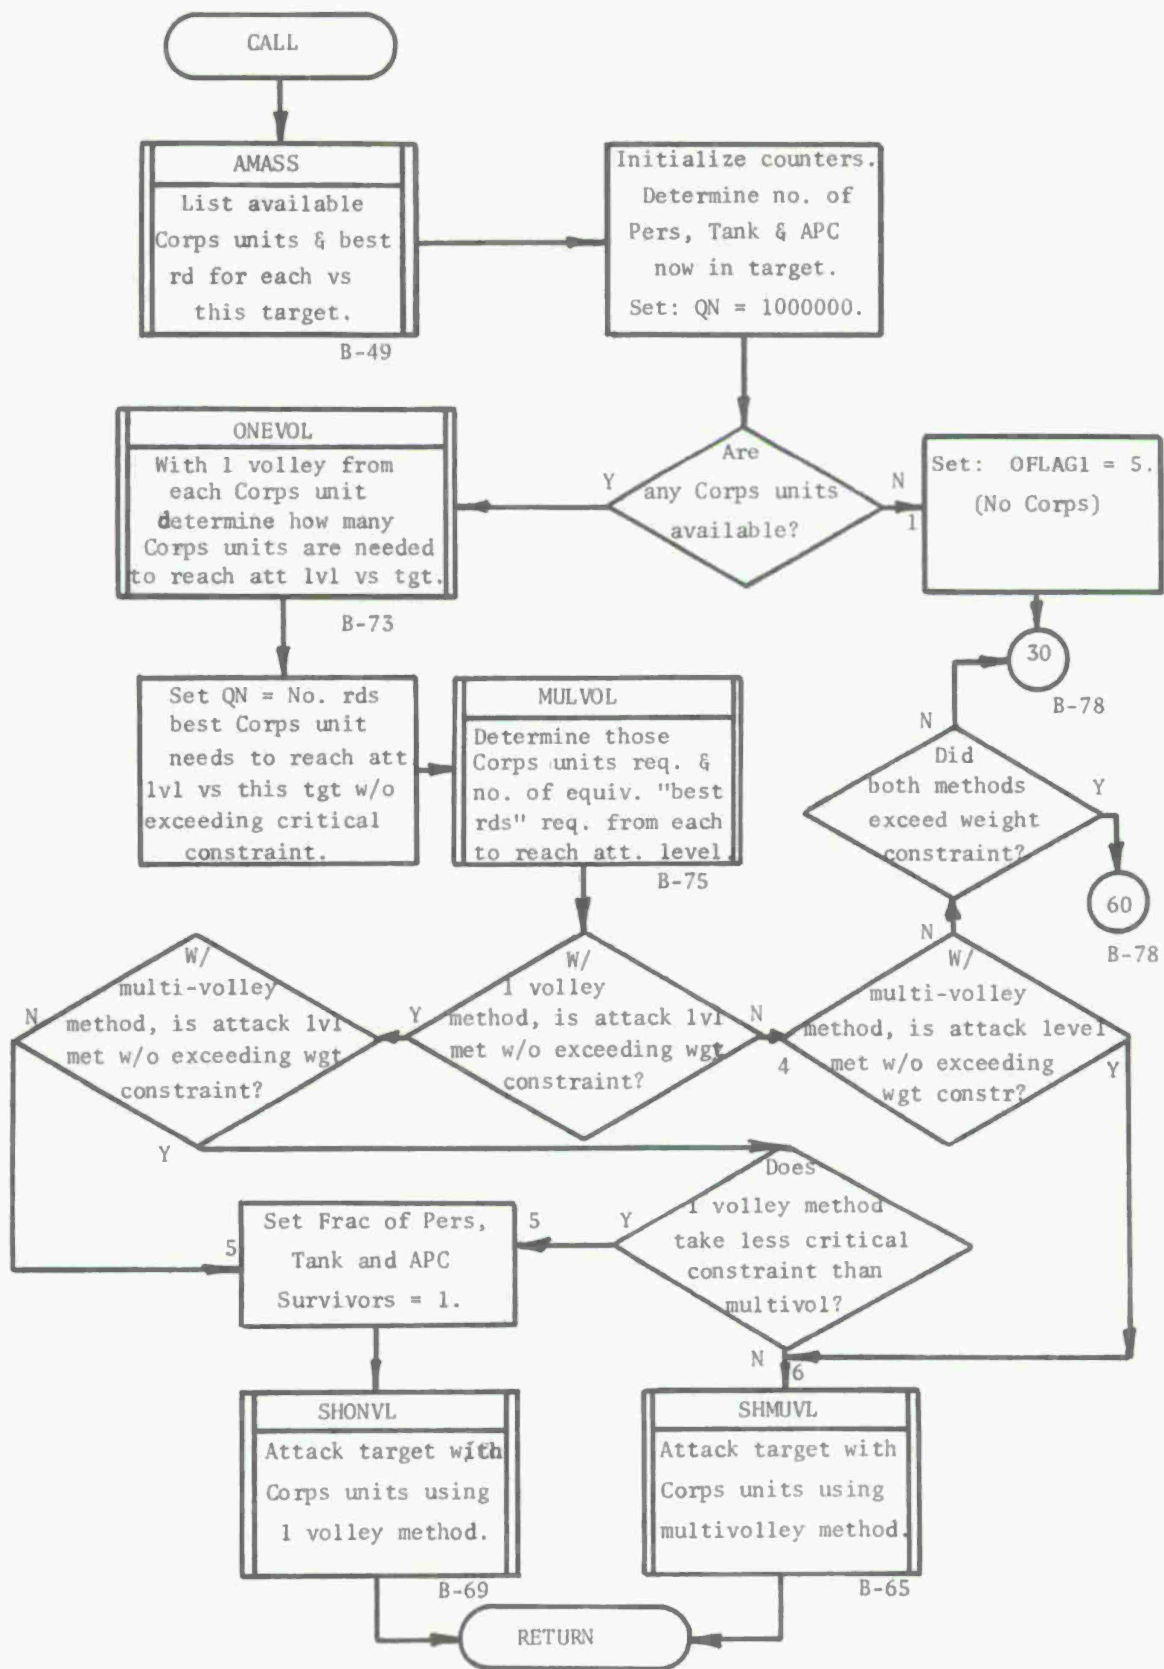 CALL
AMASS
List available
Corps units & best
rd for each vs
this target.
B-49
Initialize counters.
Determine no. of
Pers, Tank & APC
now in target.
Set: QN = 1000000.
Are
any Corps units
available?
Y
N
1
Set: OFLAG1 = 5.
(No Corps)
30
B-78
ONEVOL
With 1 volley from
each Corps unit
determine how many
Corps units are needed
to reach att lvl vs tgt.
B-73
Set QN = No. rds
best Corps unit
needs to reach att
lvl vs this tgt w/o
exceeding critical
constraint.
MULVOL
Determine those
Corps units req. &
no. of equiv. "best
rds" req. from each
to reach att. level.
B-75
N
Did
both methods
exceed weight
constraint?
Y
60
B-78
W/
multi-volley
method, is attack lvl
met w/o exceeding wgt
constraint?
N
Y
Y
W/
1 volley
method, is attack lvl
met w/o exceeding wgt
constraint?
N
4
N
W/
multi-volley
method, is attack level
met w/o exceeding
wgt constr?
Y
Does
1 volley method
take less critical
constraint than
multivol?
Y
5
N
6
5
Set Frac of Pers,
Tank and APC
Survivors = 1.
SHONVL
Attack target with
Corps units using
1 volley method.
B-69
SHMUVL
Attack target with
Corps units using
multivolley method.
B-65
RETURN